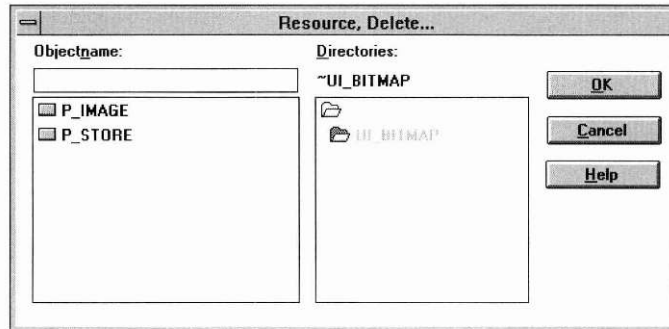 Resource, Delete...
Objectname:
Directories:
~UI_BITMAP
P_IMAGE
P_STORE
UI_BITMAP
OK
Cancel
Help